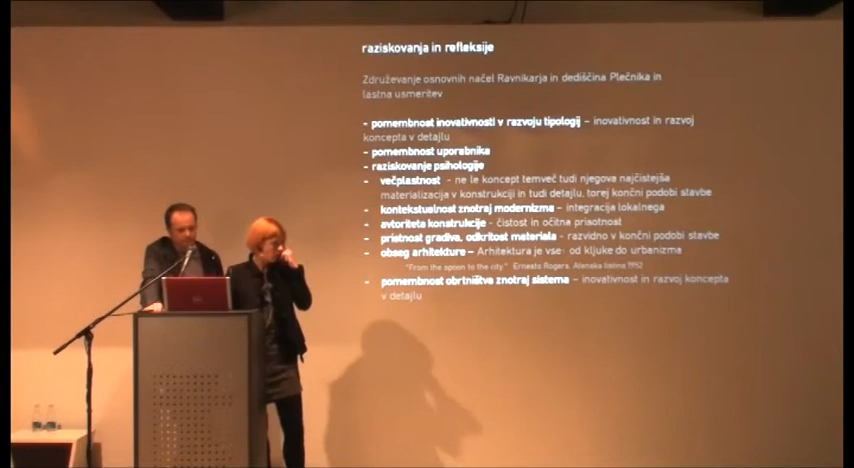 raziskovanja in refleksije
Združevanje osnovnih načel Ravnikarja in dediščina Plečnika in
lastna usmeritev
- pomembnost inovativnosti v razvoju tipologij - inovativnost in razvoj
koncepta v detajlu
- pomembnost uporabnika
- raziskovanje psihologije
- večplastnost - ne le koncept temveč tudi njegova najčistejša
materializacija v konstrukciji in tudi detajlu, torej končni podobi stavbe
- kontekstualnost znotraj modernizma - integracija lokalnega
- avtoriteta konstrukcije - čistost in očitna prisotnost
- pristnost gradiva, odkritost materiala - razvidno v končni podobi stavbe
- obseg arhitekture - Arhitektura je vse: od kljuke do urbanizma
"From the spoon to the city." Ernesto Rogers, Atenska listina 1952
- pomembnost obrtništva znotraj sistema - inovativnost in razvoj koncepta
v detajlu